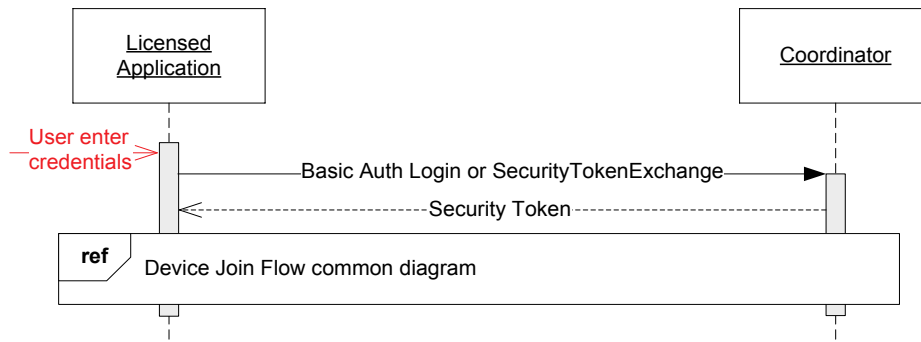 Licensed
Application
Coordinator
User enter
credentials
Basic Auth Login or SecurityTokenExchange
Security Token
ref
Device Join Flow common diagram